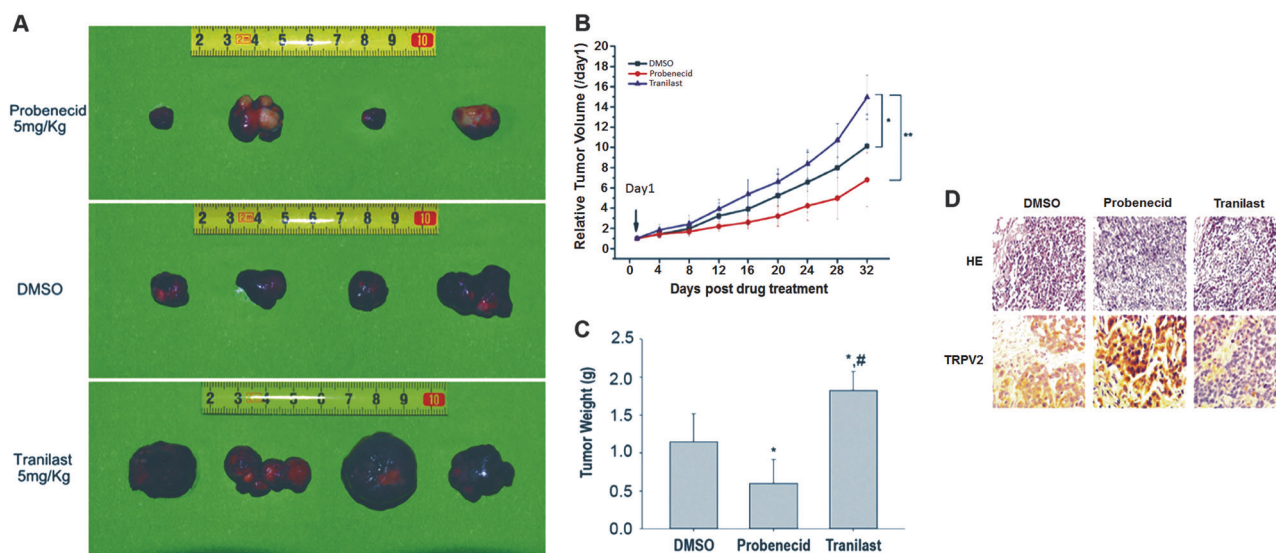 A
2 3 2m 4 5 6 7 8 9 10
Probenecid
5mg/Kg
2 3 2m 4 5 6 7 8 9 10
DMSO
2 3 4 5 6 7 8 9 10
Tranilast
5mg/Kg
B
Relative Tumor Volume (/day1)
20
18
16
14
12
10
8
6
4
2
0
DMSO
Probenecid
Tranilast
Day1
*
**
0 4 8 12 16 20 24 28 32
Days post drug treatment
C
Tumor Weight (g)
2.5
2.0
1.5
1.0
0.5
0.0
*
*,#
DMSO Probenecid Tranilast
D
DMSO Probenecid Tranilast
HE
TRPV2